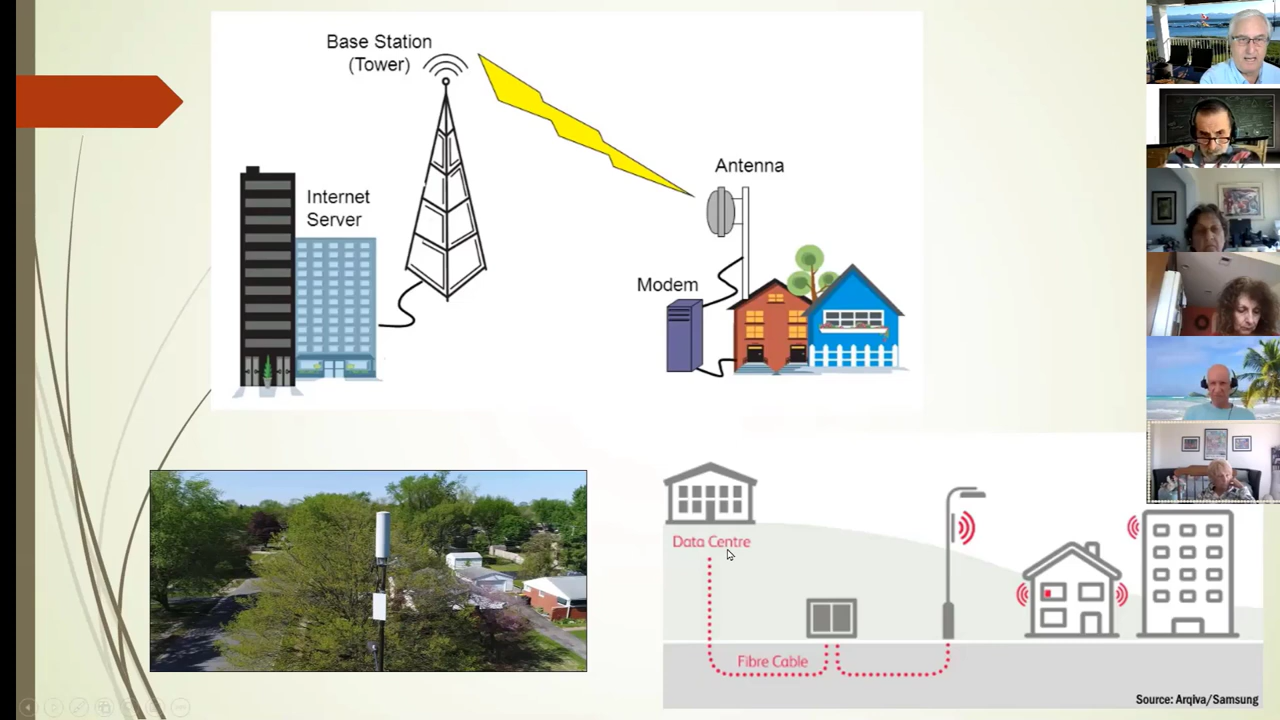 Base Station
(Tower)
Antenna
Internet
Server
Modem
Data Centre
Fibre Cable
Source: Arqiva/Samsung